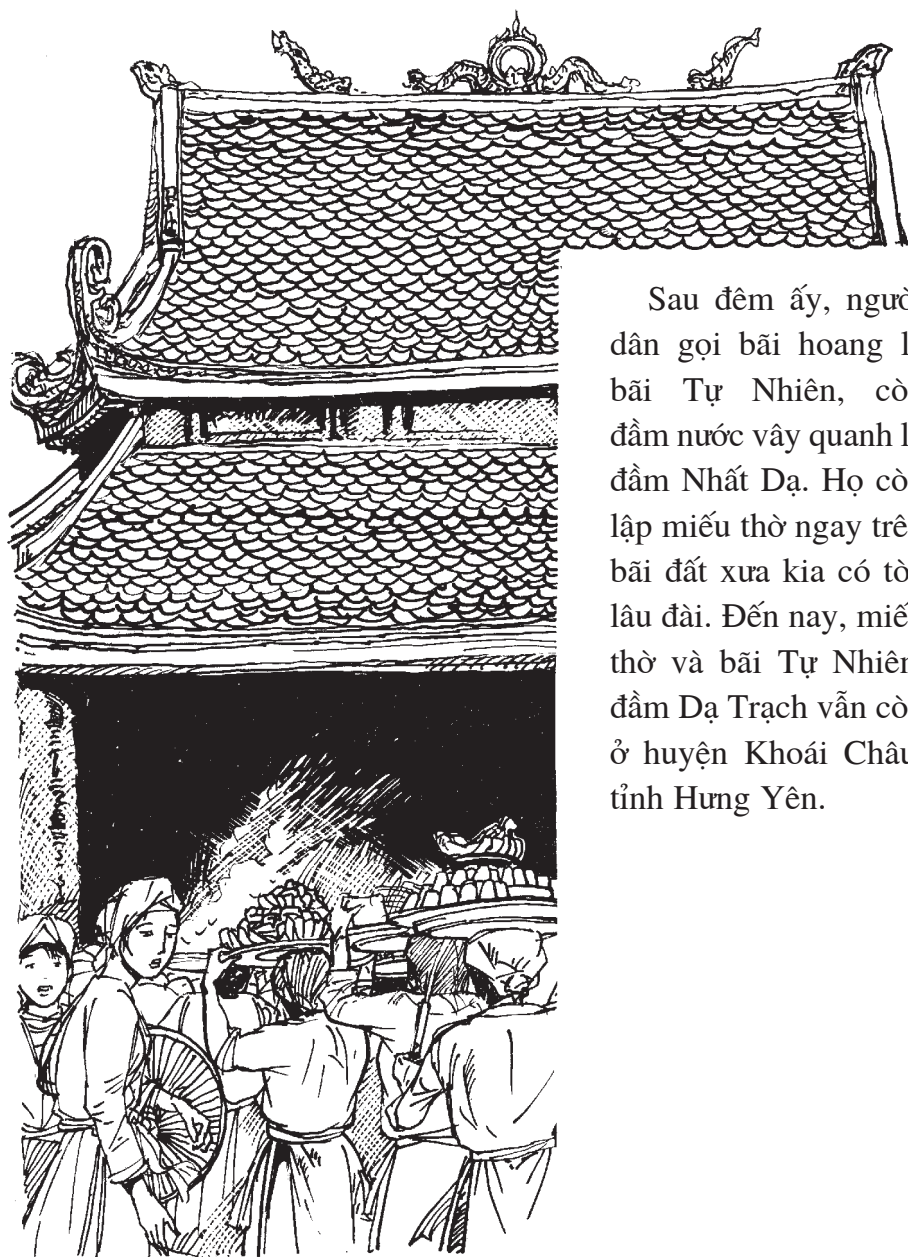 Sau đêm ấy, ngườ
dân gọi bãi hoang l
bãi Tự Nhiên, cò
đầm nước vây quanh l
đầm Nhất Dạ. Họ cò
lập miếu thờ ngay trê
bãi đất xưa kia có tò
lâu đài. Đến nay, miế
thờ và bãi Tự Nhiên
đầm Dạ Trạch vẫn cò
ở huyện Khoái Châu
tỉnh Hưng Yên.